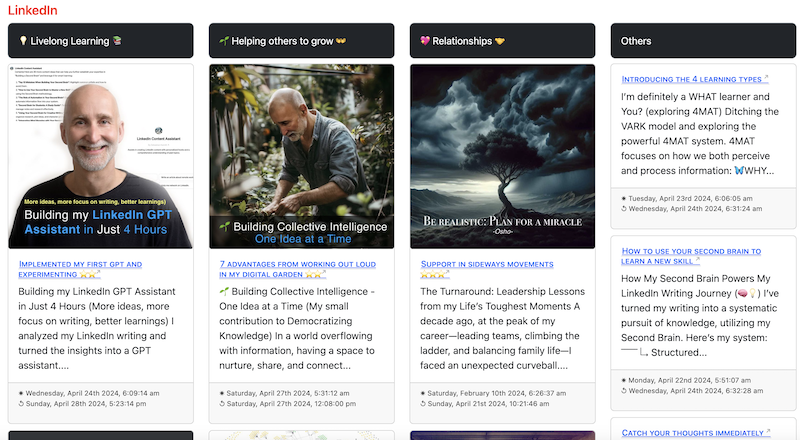 LinkedIn
💡 Livelong Learning 📚
More ideas, more focus on writing, better learnings)
Building my LinkedIn GPT
Assistant in Just 4 Hours
Implemented my first gpt and
experimenting
Building my LinkedIn GPT Assistant
in Just 4 Hours (More ideas, more
focus on writing, better learnings) I
analyzed my LinkedIn writing and
turned the insights into a GPT
assistant....
✷ Wednesday, April 24th 2024, 6:09:14 am
↺ Sunday, April 28th 2024, 5:23:14 pm
🌱 Helping others to grow 👐
🌱 Building Collective Intelligence
One Idea at a Time
7 advantages from working out loud
in my digital garden
🌱 Building Collective Intelligence -
One Idea at a Time (My small
contribution to Democratizing
Knowledge) In a world overflowing
with information, having a space to
nurture, share, and connect...
✷ Saturday, April 27th 2024, 5:31:12 am
↺ Saturday, April 27th 2024, 12:08:00 pm
💖 Relationships 🤝
Be realistic: Plan for a miracle
-Osho-
Support in sideways movements
The Turnaround: Leadership Lessons
from my Life's Toughest Moments A
decade ago, at the peak of my
career—leading teams, climbing the
ladder, and balancing family life—I
faced an unexpected curveball....
✷ Saturday, February 10th 2024, 6:26:37 am
↺ Sunday, April 21st 2024, 10:21:46 am
Others
Introducing the 4 learning types
I'm definitely a WHAT learner and
You? (exploring 4MAT) Ditching the
VARK model and exploring the
powerful 4MAT system. 4MAT
focuses on how we both perceive
and process information: 🦋WHY...
✷ Tuesday, April 23rd 2024, 6:06:05 am
↺ Wednesday, April 24th 2024, 6:31:24 am
How to use your second brain to
learn a new skill
How My Second Brain Powers My
LinkedIn Writing Journey (🧠💡) I've
turned my writing into a systematic
pursuit of knowledge, utilizing my
Second Brain. Here's my system:
Structured...
✷ Monday, April 22nd 2024, 5:51:07 am
↺ Wednesday, April 24th 2024, 6:32:28 am
Catch your thoughts immediately